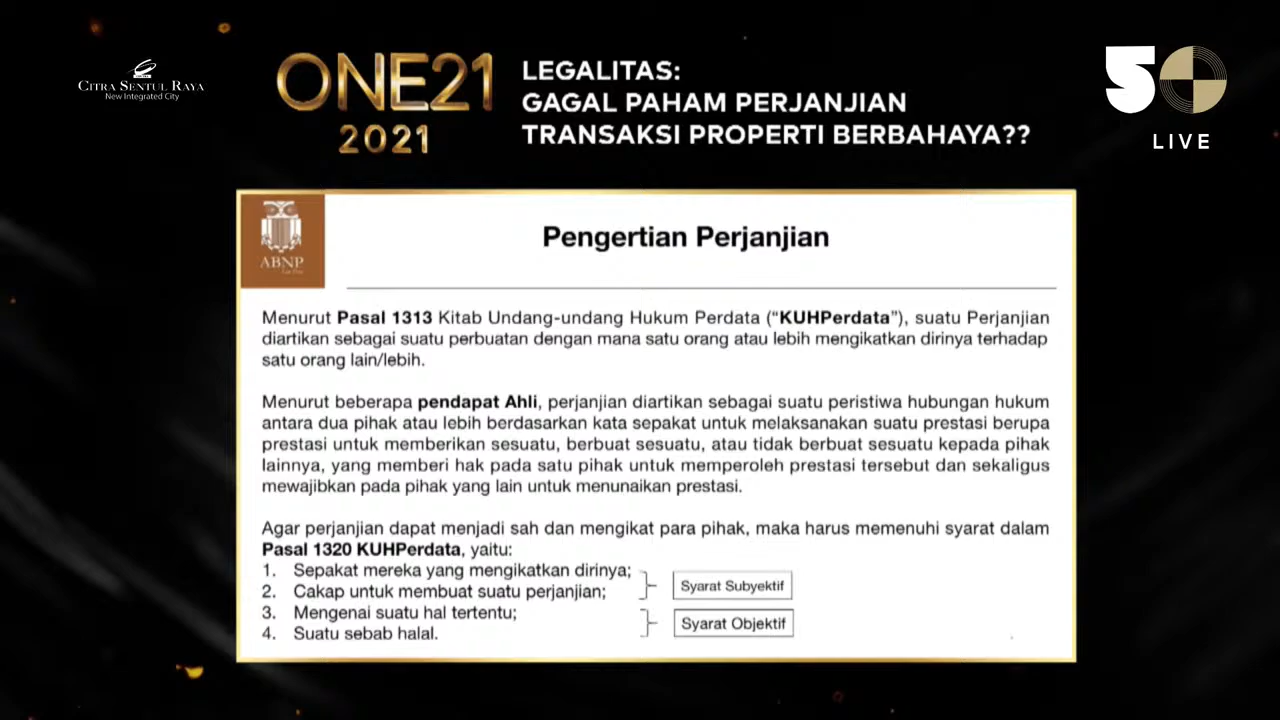 CITRA SENTUL RAYA
New Integrated City
ONE21
2021
LEGALITAS:
GAGAL PAHAM PERJANJIAN
TRANSAKSI PROPERTI BERBAHAYA??
50
LIVE
ABNP
Pengertian Perjanjian
Menurut Pasal 1313 Kitab Undang-undang Hukum Perdata (“KUHPerdata”), suatu Perjanjian
diartikan sebagai suatu perbuatan dengan mana satu orang atau lebih mengikatkan dirinya terhadap
satu orang lain/lebih.
Menurut beberapa pendapat Ahli, perjanjian diartikan sebagai suatu peristiwa hubungan hukum
antara dua pihak atau lebih berdasarkan kata sepakat untuk melaksanakan suatu prestasi berupa
prestasi untuk memberikan sesuatu, berbuat sesuatu, atau tidak berbuat sesuatu kepada pihak
lainnya, yang memberi hak pada satu pihak untuk memperoleh prestasi tersebut dan sekaligus
mewajibkan pada pihak yang lain untuk menunaikan prestasi.
Agar perjanjian dapat menjadi sah dan mengikat para pihak, maka harus memenuhi syarat dalam
Pasal 1320 KUHPerdata, yaitu:
1. Sepakat mereka yang mengikatkan dirinya;
2. Cakap untuk membuat suatu perjanjian;
Syarat Subyektif
3. Mengenai suatu hal tertentu;
4. Suatu sebab halal.
Syarat Objektif